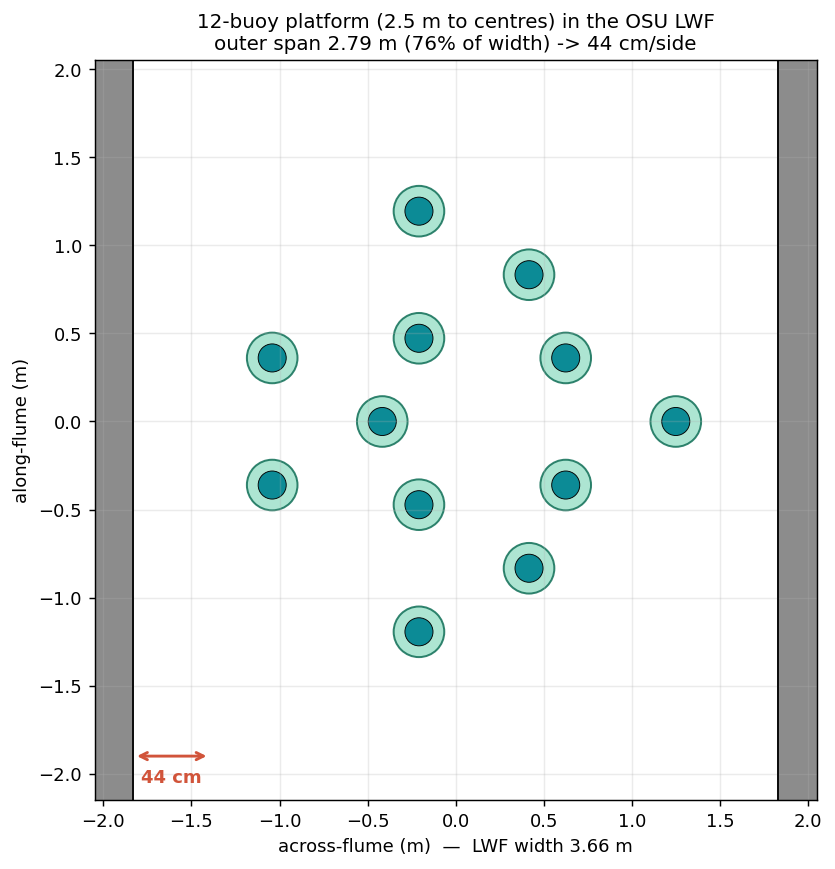 12-buoy platform (2.5 m to centres) in the OSU LWF
outer span 2.79 m (76% of width) -> 44 cm/side
2.0
1.5
1.0
0.5
0.0
−0.5
−1.0
−1.5
−2.0
along-flume (m)
44 cm
−2.0 −1.5 −1.0 −0.5 0.0 0.5 1.0 1.5 2.0
across-flume (m) — LWF width 3.66 m